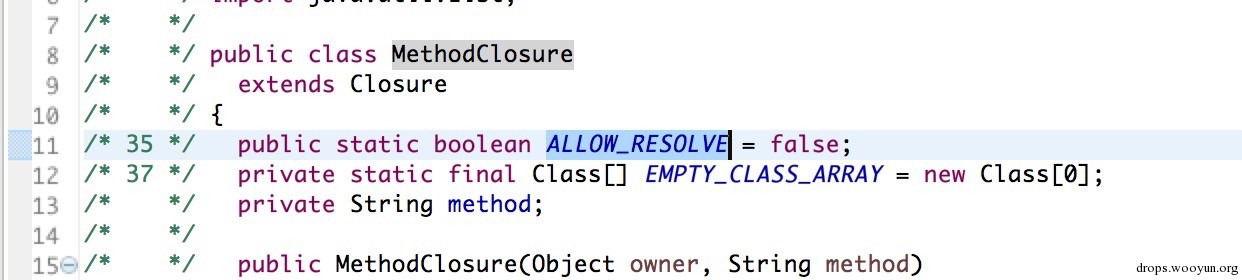 7 /* */
8 /* */ public class MethodClosure
9 /* */ extends Closure
10 /* */ {
11 /* 35 */ public static boolean ALLOW_RESOLVE = false;
12 /* 37 */ private static final Class[] EMPTY_CLASS_ARRAY = new Class[0];
13 /* */ private String method;
14 /* */
15 /* */ public MethodClosure(Object owner, String method)
drops.wooyun.org